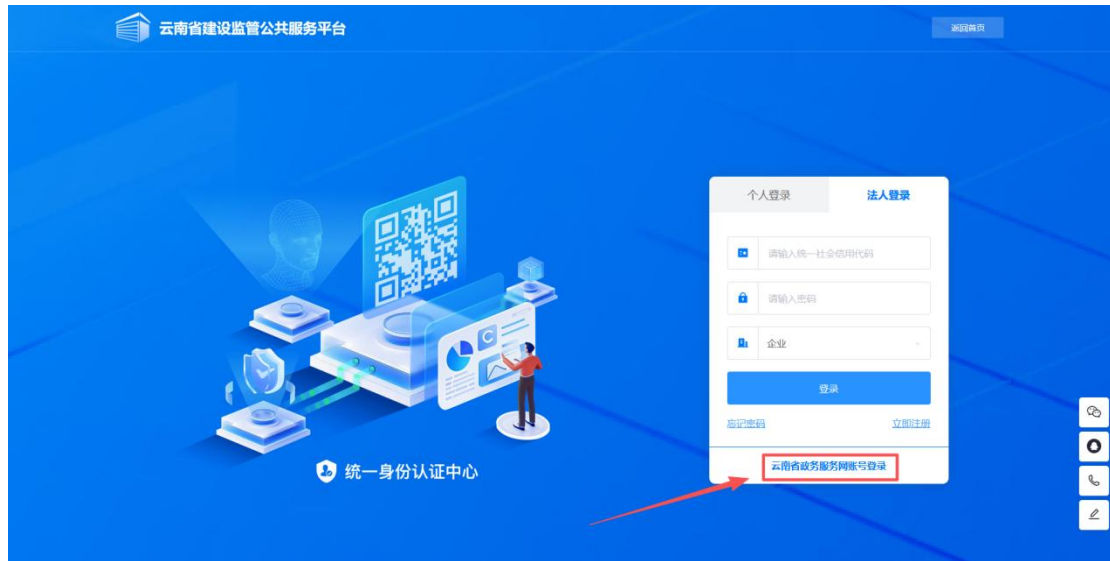 云南省建设监管公共服务平台
返回首页
个人登录
法人登录
请输入统一社会信用代码
请输入密码
企业
登录
忘记密码
立即注册
云南省政务服务网账号登录
统一身份认证中心